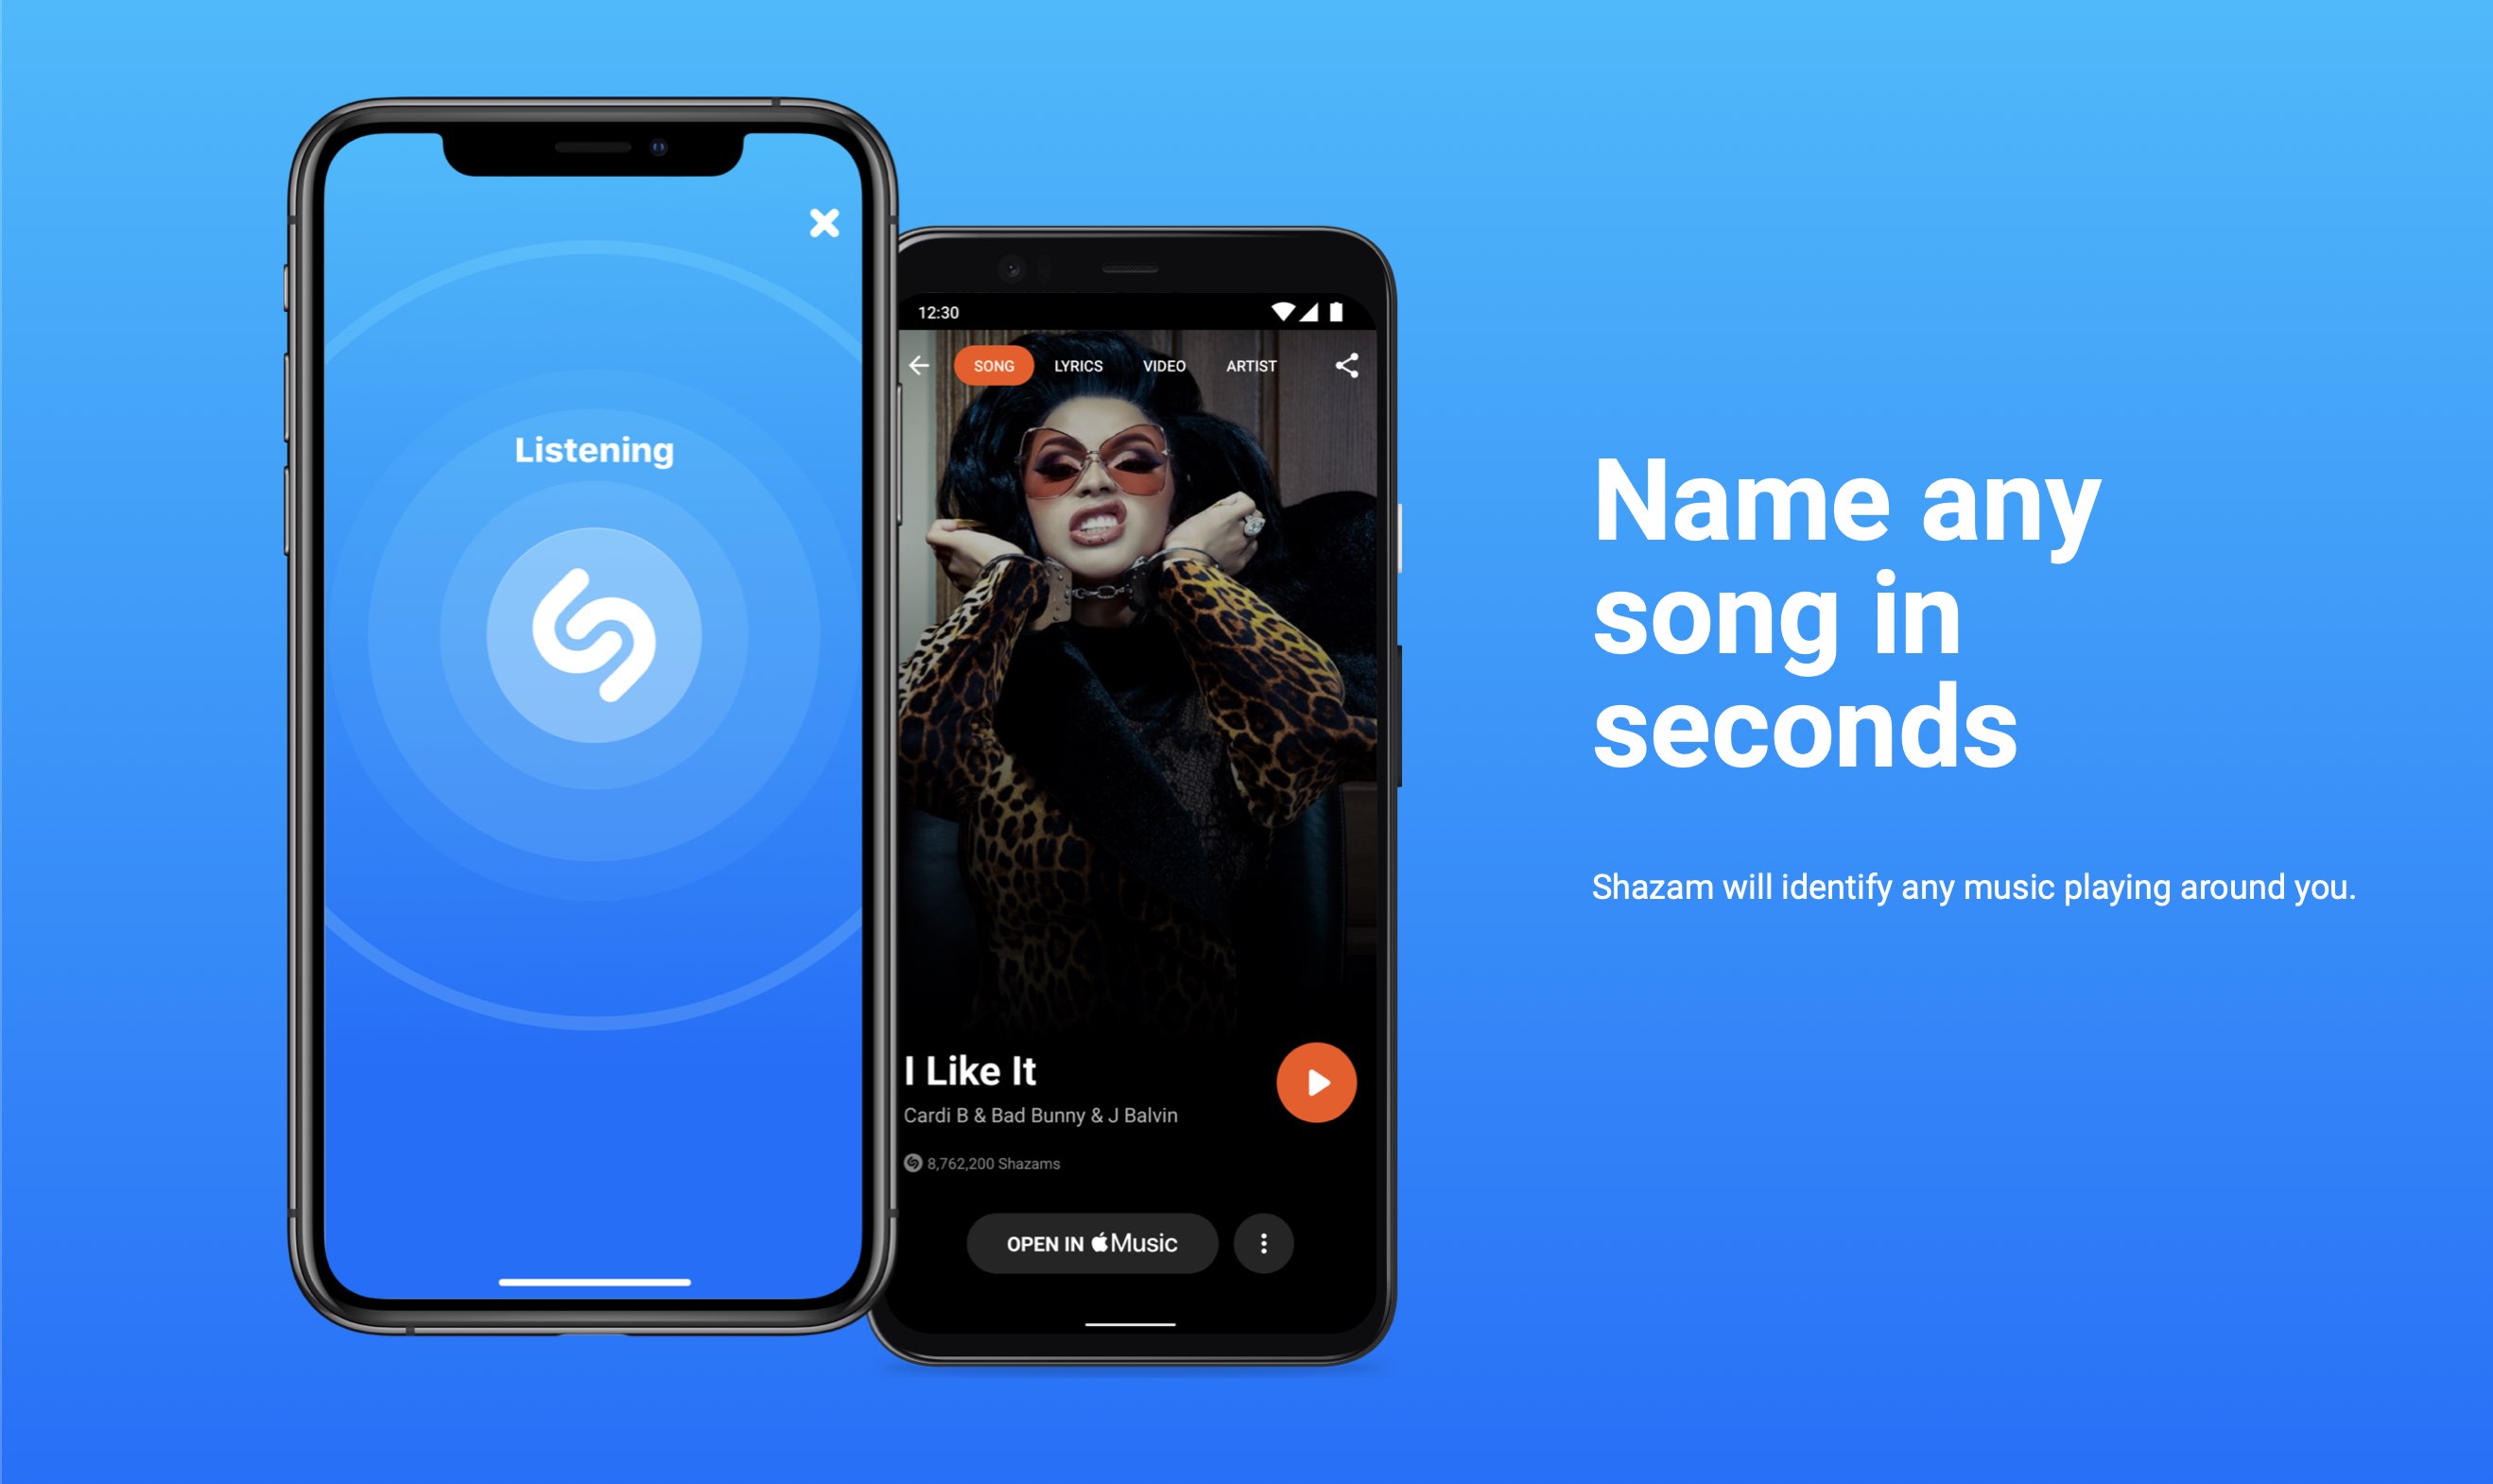 Listening
12:30
SONG LYRICS VIDEO ARTIST
I Like It
Cardi B & Bad Bunny & J Balvin
8,762,200 Shazams
OPEN IN Music
Name any
song in
seconds
Shazam will identify any music playing around you.